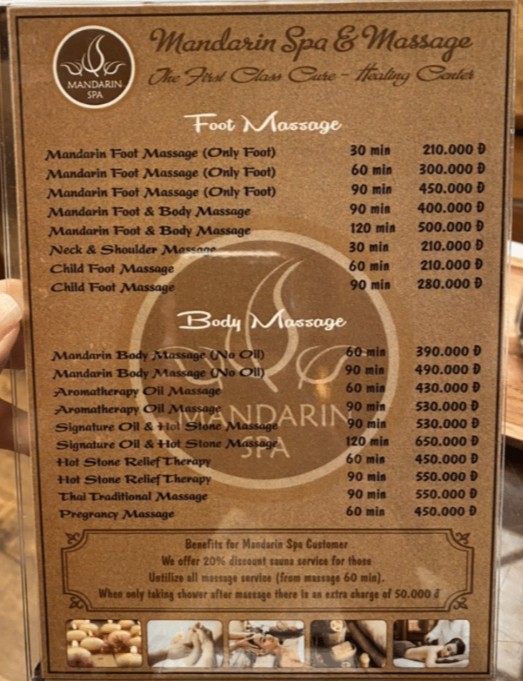 MANDARIN
SPA
Mandarin Spa & Massage
The First Class Care - Healing Center
Foot Massage
Mandarin Foot Massage (Only Foot) 30 min 210.000 Đ
Mandarin Foot Massage (Only Foot) 60 min 300.000 Đ
Mandarin Foot Massage (Only Foot) 90 min 450.000 Đ
Mandarin Foot & Body Massage 90 min 400.000 Đ
Mandarin Foot & Body Massage 120 min 500.000 Đ
Neck & Shoulder Massage 30 min 210.000 Đ
Child Foot Massage 60 min 210.000 Đ
Child Foot Massage 90 min 280.000 Đ
Body Massage
Mandarin Body Massage (No Oil) 60 min 390.000 Đ
Mandarin Body Massage (No Oil) 90 min 490.000 Đ
Aromatherapy Oil Massage 60 min 430.000 Đ
Aromatherapy Oil Massage 90 min 530.000 Đ
Signature Oil & Hot Stone Massage 90 min 530.000 Đ
Signature Oil & Hot Stone Massage 120 min 650.000 Đ
Hot Stone Relief Therapy 60 min 450.000 Đ
Hot Stone Relief Therapy 90 min 550.000 Đ
Thai Traditional Massage 90 min 550.000 Đ
Pregrancy Massage 60 min 450.000 Đ
MANDARIN
SPA
Benefits for Mandarin Spa Customer
We offer 20% discount sauna service for those
Untilize all massage service (from massage 60 min).
When only taking shower after massage there is an extra charge of 50.000 đ